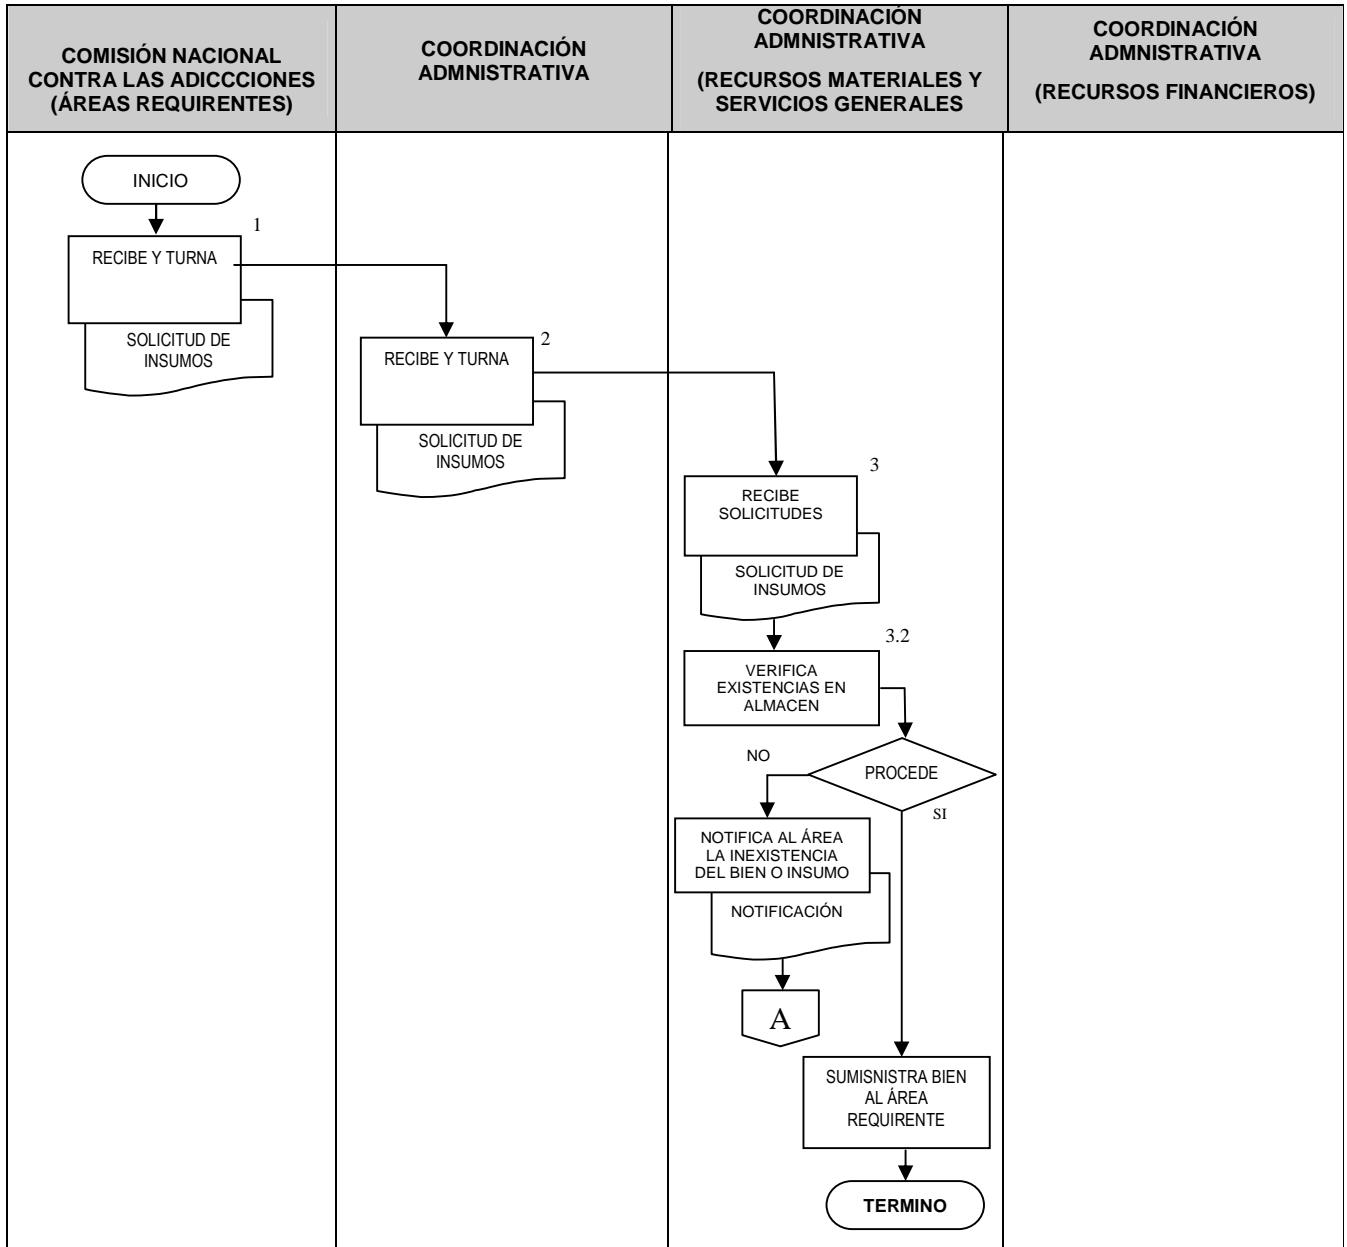 COMISIÓN NACIONAL
CONTRA LAS ADICCCIONES
(ÁREAS REQUIRENTES)
COORDINACIÓN
ADMNISTRATIVA
COORDINACIÓN
ADMNISTRATIVA
(RECURSOS MATERIALES Y
SERVICIOS GENERALES
COORDINACIÓN
ADMNISTRATIVA
(RECURSOS FINANCIEROS)
INICIO
1
RECIBE Y TURNA
SOLICITUD DE
INSUMOS
2
RECIBE Y TURNA
SOLICITUD DE
INSUMOS
3
RECIBE
SOLICITUDES
SOLICITUD DE
INSUMOS
3.2
VERIFICA
EXISTENCIAS EN
ALMACEN
NO
PROCEDE
SI
NOTIFICA AL ÁREA
LA INEXISTENCIA
DEL BIEN O INSUMO
NOTIFICACIÓN
A
SUMISNISTRA BIEN
AL ÁREA
REQUIRENTE
TERMINO